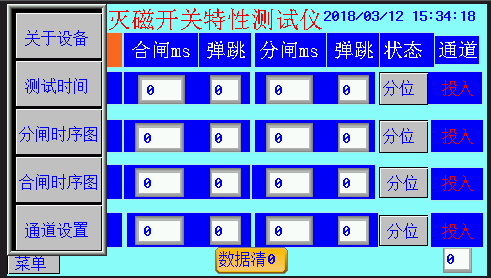 灭磁开关特性测试仪 2018/03/12 15:34:18
关于设备
测试时间
分闸时序图
合闸时序图
通道设置
菜单
合闸ms 弹跳 分闸ms 弹跳 状态 通道
0 0 0 0 分位 投入
0 0 0 0 分位 投入
0 0 0 0 分位 投入
0 0 0 0 分位 投入
数据清0 0